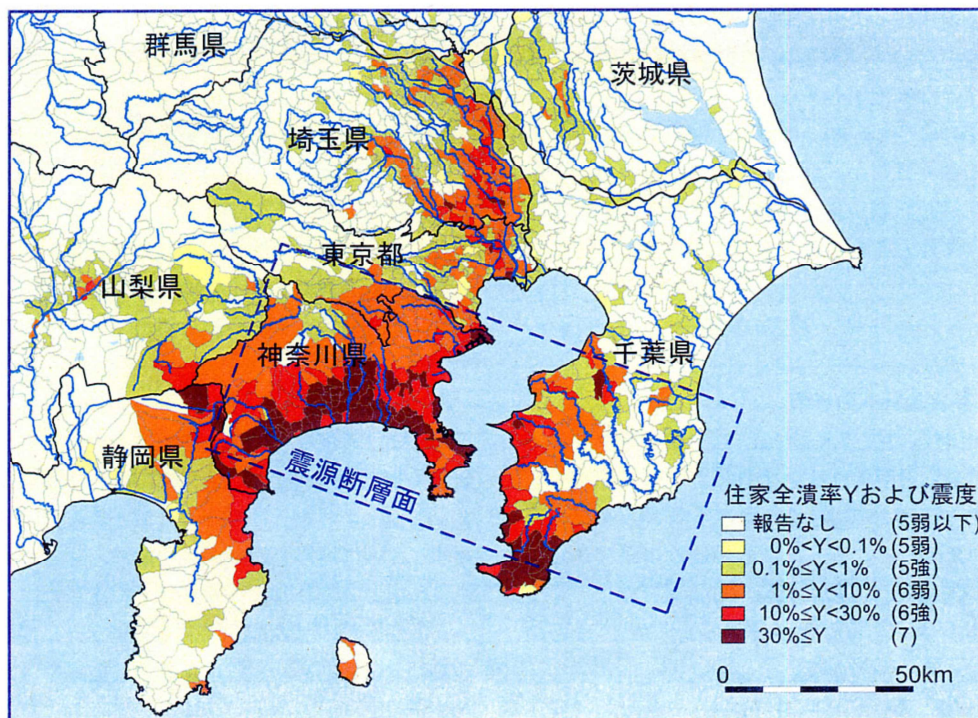 群馬県
茨城県
埼玉県
東京都
山梨県
神奈川県
千葉県
静岡県
震源断層面
住家全潰率Yおよび震度
報告なし (5弱以下)
0%<Y<0.1% (5弱)
0.1%≤Y<1% (5強)
1%≤Y<10% (6弱)
10%≤Y<30% (6強)
30%≤Y (7)
0 50km